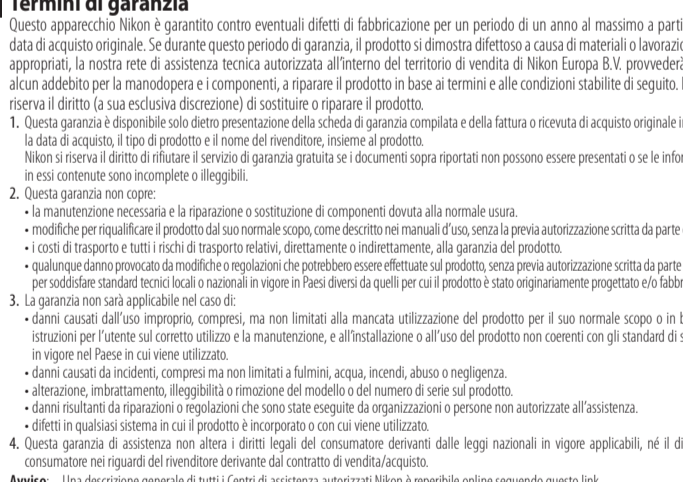 Termini di garanzia
Questo apparecchio Nikon è garantito contro eventuali difetti di fabbricazione per un periodo di un anno al massimo a parti
data di acquisto originale. Se durante questo periodo di garanzia, il prodotto si dimostra difettoso a causa di materiali o lavorazio
appropriati, la nostra rete di assistenza tecnica autorizzata all'interno del territorio di vendita di Nikon Europa B.V. provvederà
alcun addebito per la manodopera e i componenti, a riparare il prodotto in base ai termini e alle condizioni stabilite di seguito.
riserva il diritto (a sua esclusiva discrezione) di sostituire o riparare il prodotto.
1. Questa garanzia è disponibile solo dietro presentazione della scheda di garanzia compilata e della fattura o ricevuta di acquisto originale i
la data di acquisto, il tipo di prodotto e il nome del rivenditore, insieme al prodotto.
Nikon si riserva il diritto di rifiutare il servizio di garanzia gratuita se i documenti sopra riportati non possono essere presentati o se le infor
in essi contenute sono incomplete o illeggibili.
2. Questa garanzia non copre:
• la manutenzione necessaria e la riparazione o sostituzione di componenti dovuta alla normale usura.
• modifiche per riqualificare il prodotto dal suo normale scopo, come descritto nei manuali d'uso, senza la previa autorizzazione scritta da parte
• i costi di trasporto e tutti i rischi di trasporto relativi, direttamente o indirettamente, alla garanzia del prodotto.
• qualunque danno provocato da modifiche o regolazioni che potrebbero essere effettuate sul prodotto, senza previa autorizzazione scritta da parte
per soddisfare standard tecnici locali o nazionali in vigore in Paesi diversi da quelli per cui il prodotto è stato originariamente progettato e/o fabbr
3. La garanzia non sarà applicabile nel caso di:
• danni causati dall'uso improprio, compresi, ma non limitati alla mancata utilizzazione del prodotto per il suo normale scopo o in b
istruzioni per l'utente sul corretto utilizzo e la manutenzione, e all'installazione o all'uso del prodotto non coerenti con gli standard di s
in vigore nel Paese in cui viene utilizzato.
• danni causati da incidenti, compresi ma non limitati a fulmini, acqua, incendi, abuso o negligenza.
• alterazione, imbrattamento, illeggibilità o rimozione del modello o del numero di serie sul prodotto.
• danni risultanti da riparazioni o regolazioni che sono state eseguite da organizzazioni o persone non autorizzate all'assistenza.
• difetti in qualsiasi sistema in cui il prodotto è incorporato o con cui viene utilizzato.
4. Questa garanzia di assistenza non altera i diritti legali del consumatore derivanti dalle leggi nazionali in vigore applicabili, né il di
consumatore nei riguardi del rivenditore derivante dal contratto di vendita/acquisto.
Avviso: Una descrizione generale di tutti i Centri di assistenza autorizzati Nikon è reperibile online seguendo questo link